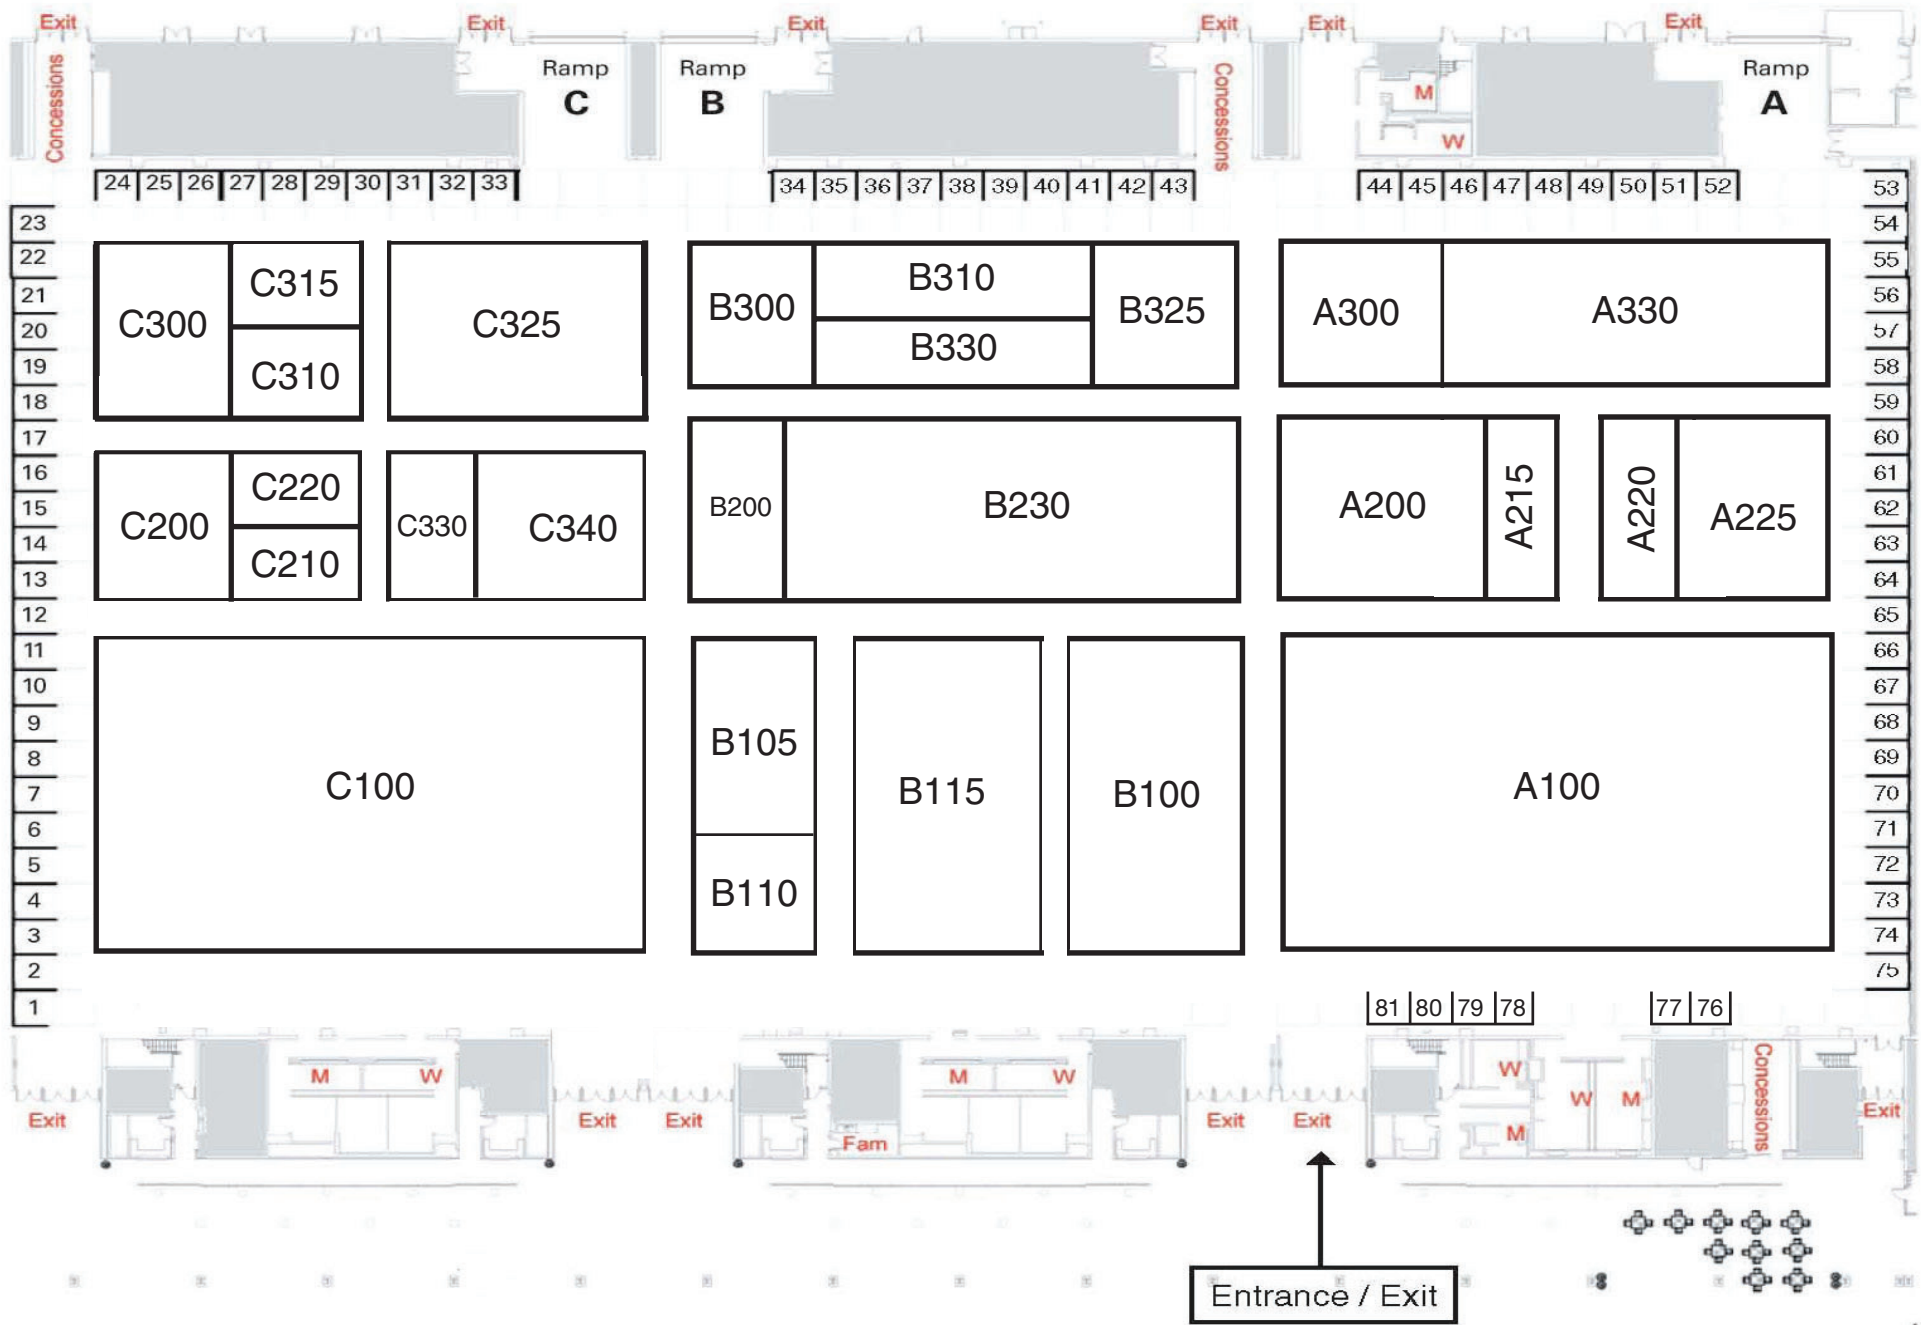 Exit Exit Exit Exit Exit Exit
Concessions
Ramp
C
Ramp
B
Concessions
M
W
Ramp
A
24 25 26 27 28 29 30 31 32 33
34 35 36 37 38 39 40 41 42 43
44 45 46 47 48 49 50 51 52
23
22
21
20
19
18
17
16
15
14
13
12
11
10
9
8
7
6
5
4
3
2
1
C300
C315
C310
C325
B300
B310
B330
B325
A300
A330
C200
C220
C210
C330
C340
B200
B230
A200
A215
A220
A225
C100
B105
B110
B115
B100
A100
53
54
55
56
57
58
59
60
61
62
63
64
65
66
67
68
69
70
71
72
73
74
75
81 80 79 78
77 76
M W
M W
Fam
W
M
W M
Concessions
Exit Exit Exit Exit Exit Exit
Entrance / Exit